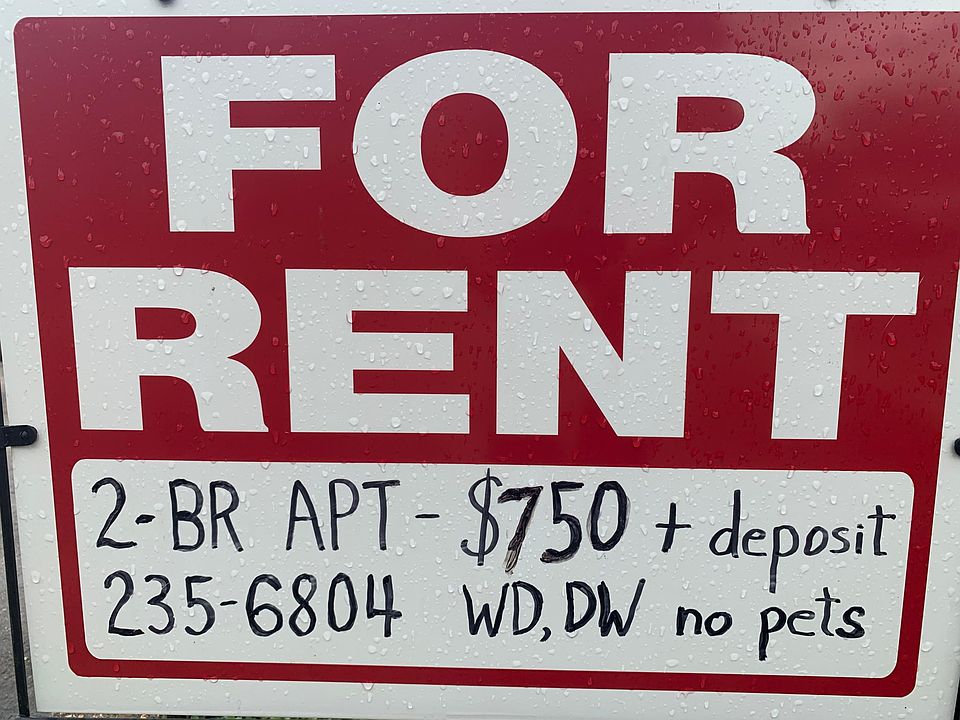 FOR
RENT
2-BR APT - $750 + deposit
235-6804 WD, DW no pets